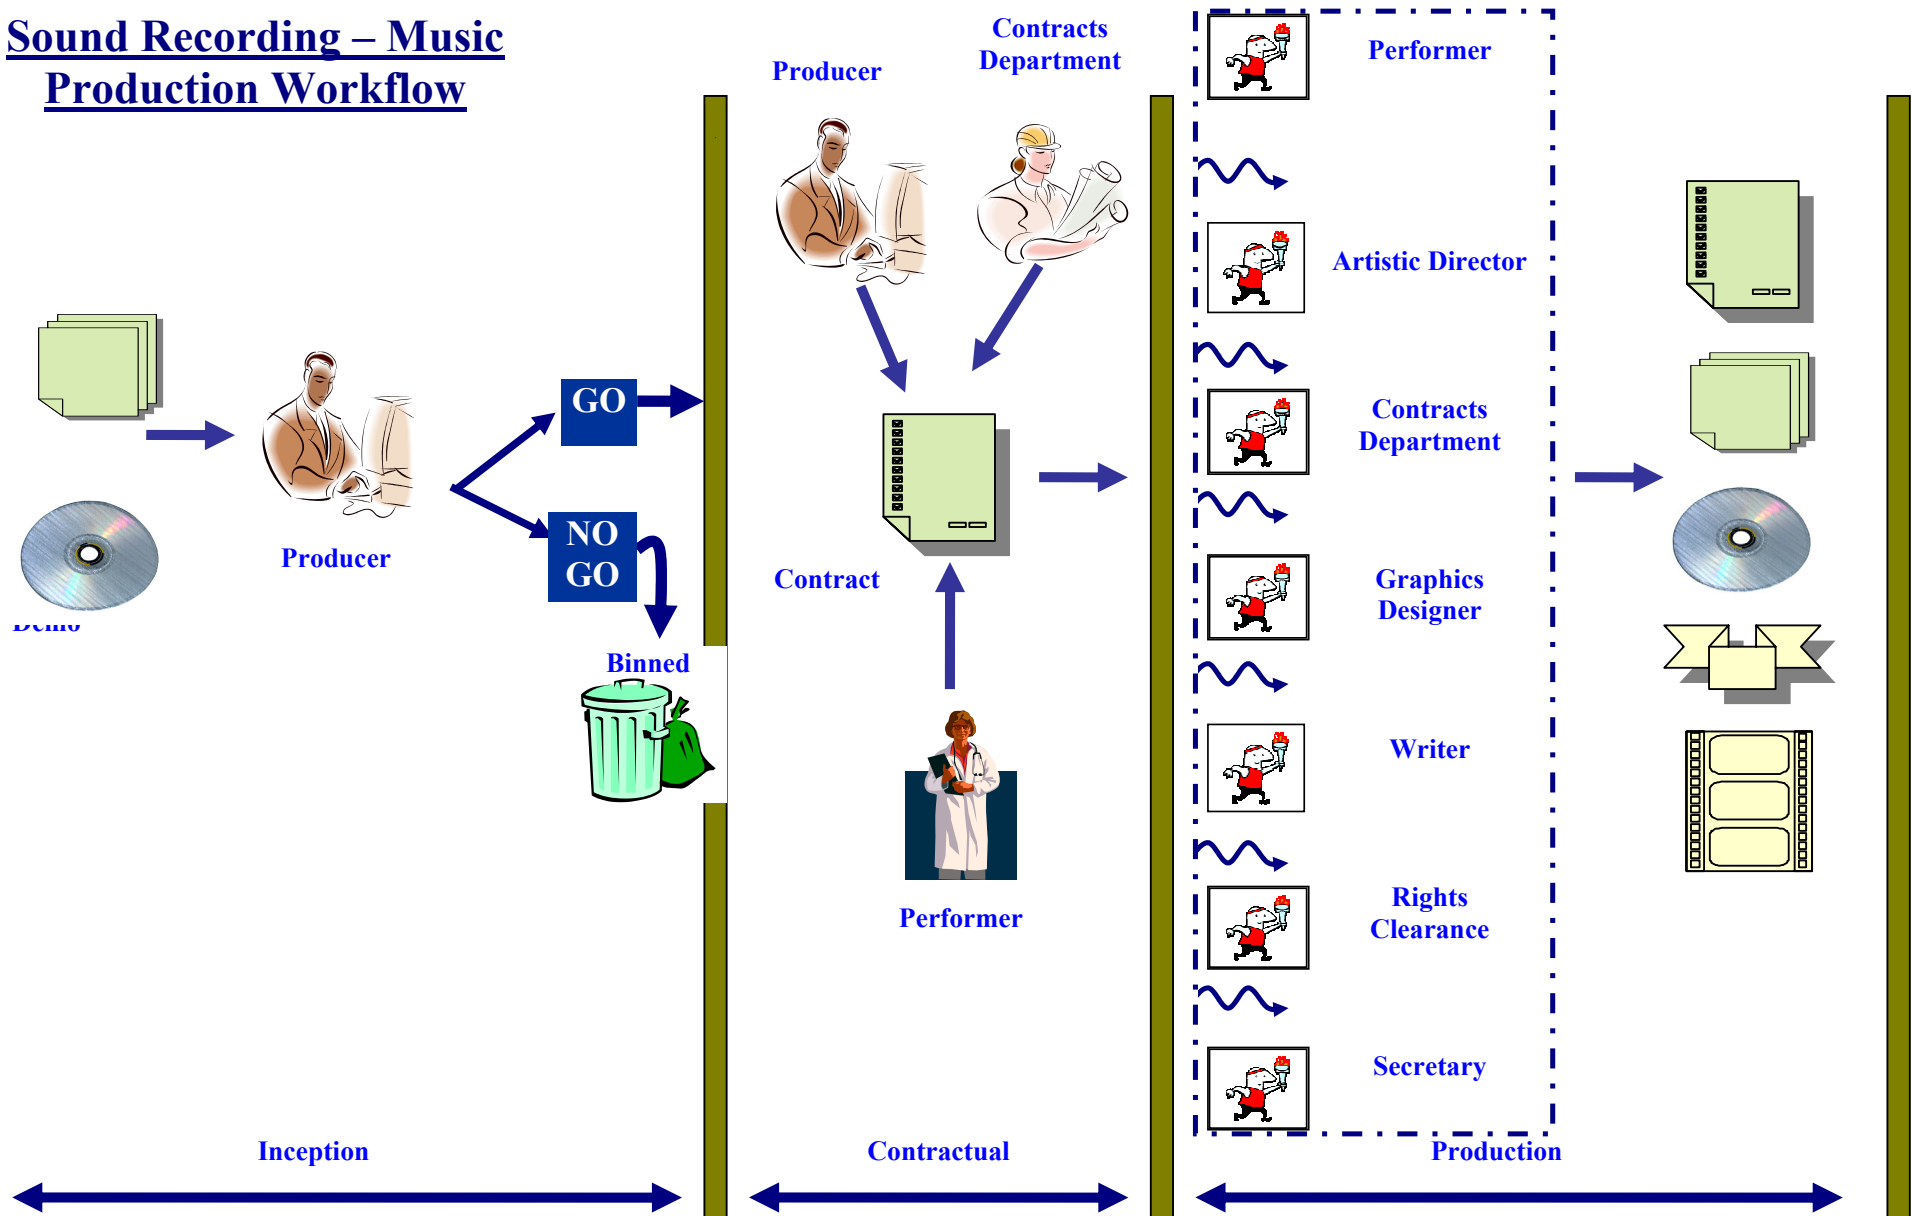 Sound Recording – Music
Production Workflow
Producer
GO
NO
GO
Binned
Demo
Inception
Producer
Contracts
Department
Contract
Performer
Contractual
Performer
Artistic Director
Contracts
Department
Graphics
Designer
Writer
Rights
Clearance
Secretary
Production